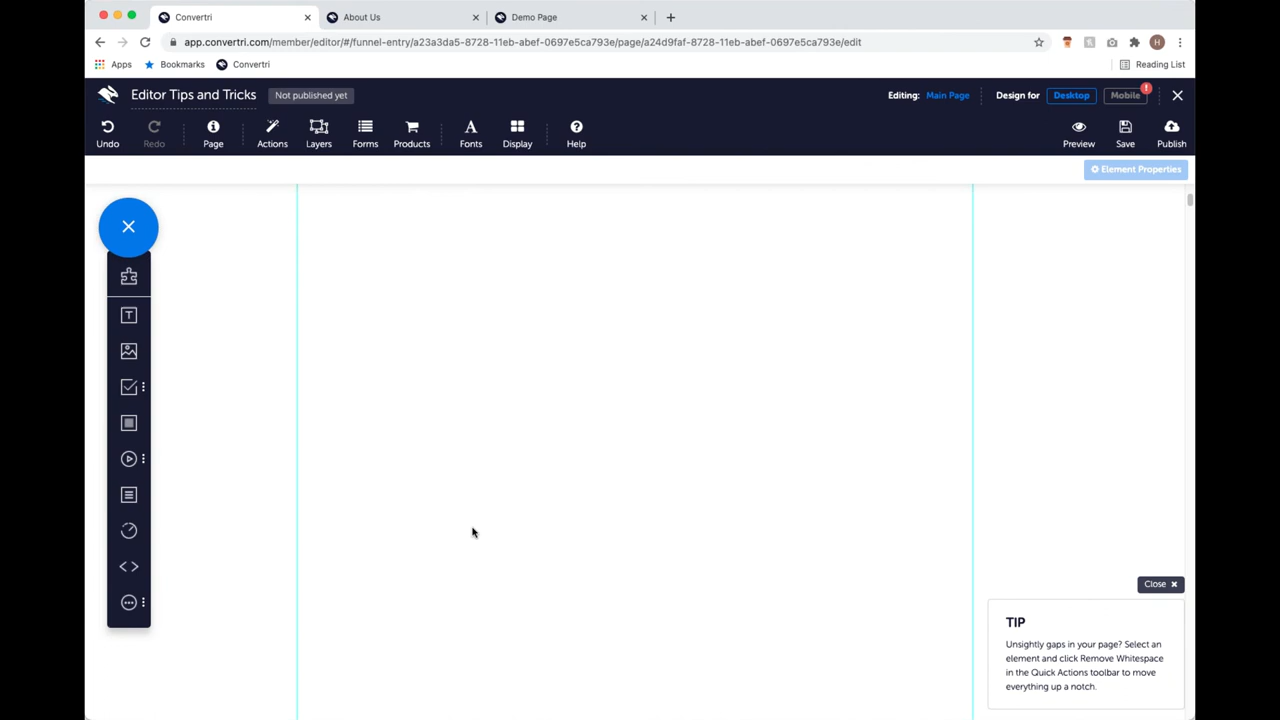 Convertri
About Us
Demo Page
app.convertri.com/member/editor/#/funnel-entry/a23a3da5-8728-11eb-abef-0697e5ca793e/page/a24d9faf-8728-11eb-abef-0697e5ca793e/edit
H
Apps
Bookmarks
Convertri
Reading List
Editor Tips and Tricks
Not published yet
Editing: Main Page
Design for
Desktop
Mobile
!
Undo
Redo
Page
Actions
Layers
Forms
Products
Fonts
Display
Help
Preview
Save
Publish
Element Properties
Close
TIP
Unsightly gaps in your page? Select an
element and click Remove Whitespace
in the Quick Actions toolbar to move
everything up a notch.